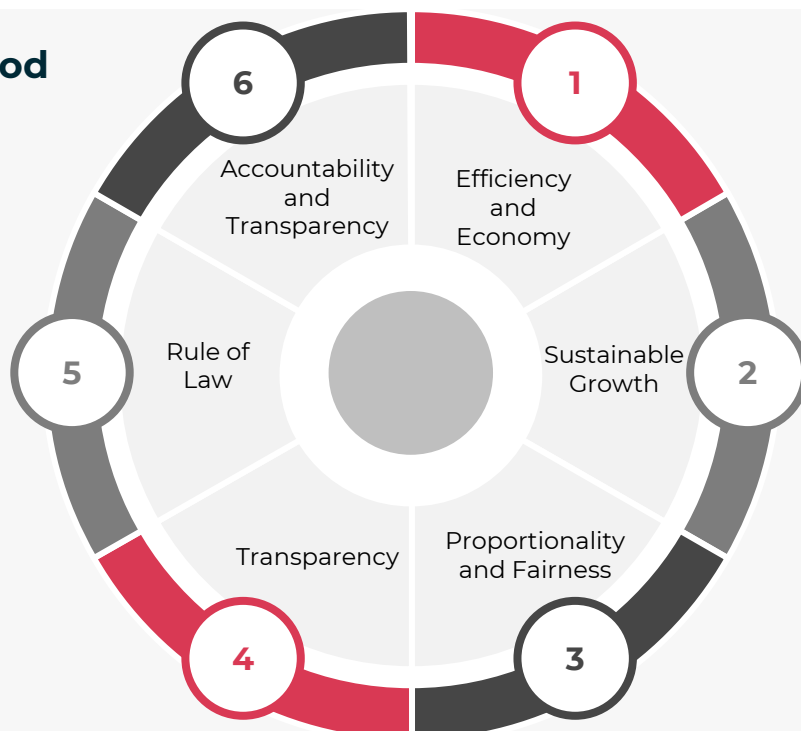 od
1
Efficiency
and
Economy
2
Sustainable
Growth
3
Proportionality
and Fairness
4
Transparency
5
Rule of
Law
6
Accountability
and
Transparency